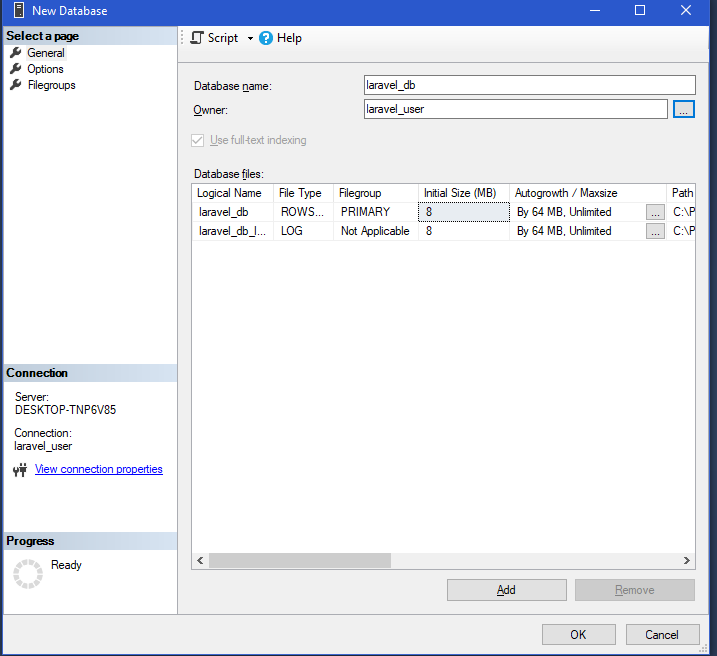 New Database
Select a page
General
Options
Filegroups
Script
Help
Database name:
laravel_db
Owner:
laravel_user
...
Use full-text indexing
Database files:
Logical Name File Type Filegroup Initial Size (MB) Autogrowth / Maxsize Path
laravel_db ROWS... PRIMARY 8 By 64 MB, Unlimited ... C:\P
laravel_db_l... LOG Not Applicable 8 By 64 MB, Unlimited ... C:\P
Connection
Server:
DESKTOP-TNP6V85
Connection:
laravel_user
View connection properties
Progress
Ready
Add
Remove
OK
Cancel